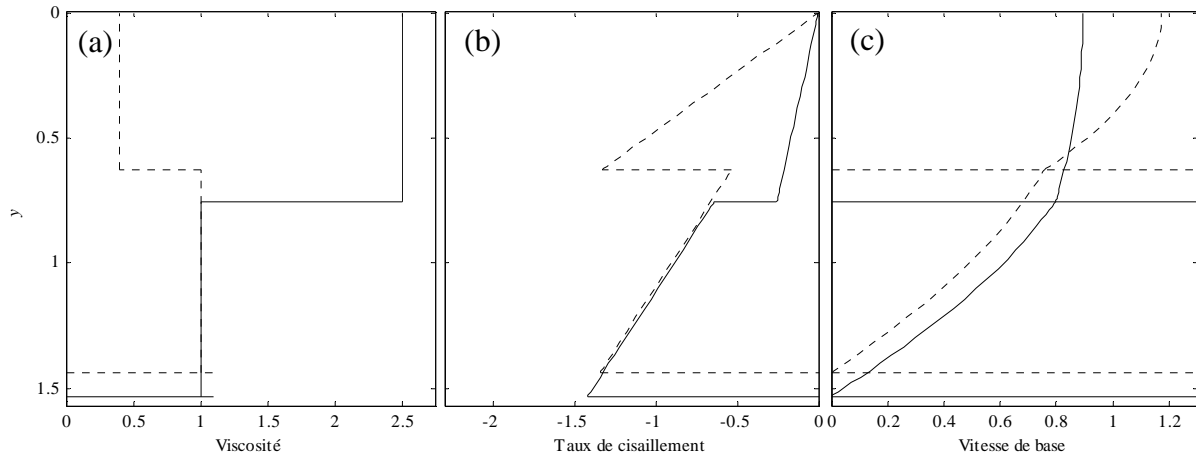 (a)
(b)
(c)
0
0.5
1
1.5
y
0 0.5 1 1.5 2 2.5
-2 -1.5 -1 -0.5 0
0 0.2 0.4 0.6 0.8 1 1.2
Viscosité
Taux de cisaillement
Vitesse de base